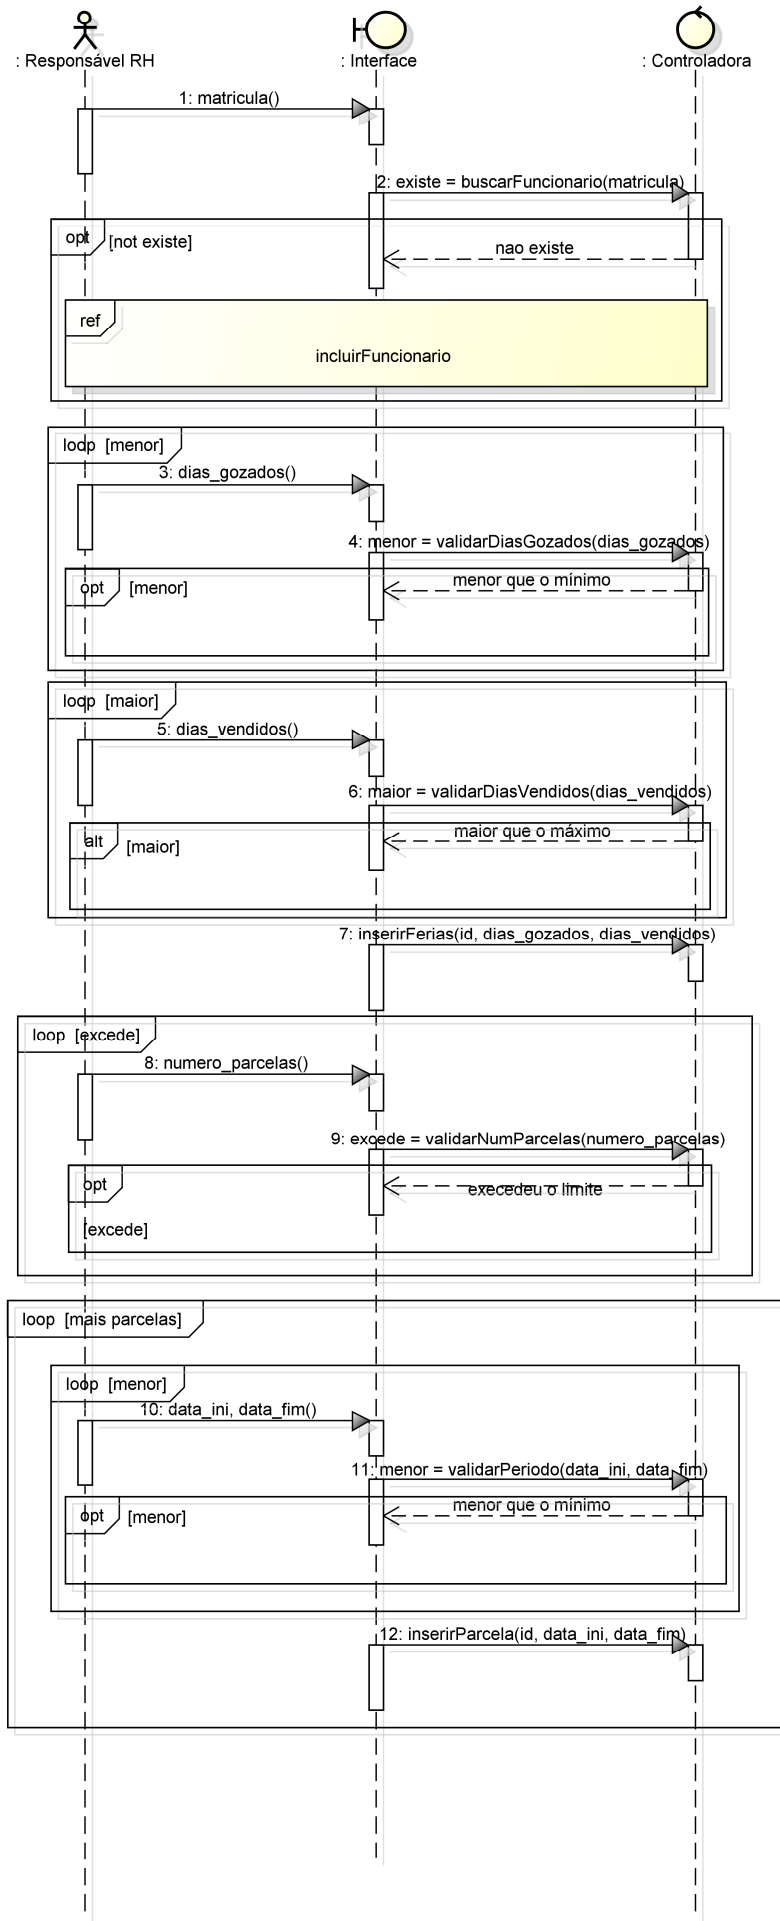 : Responsável RH
: Interface
: Controladora
1: matricula()
2: existe = buscarFuncionario(matricula)
opt
[not existe]
nao existe
ref
incluirFuncionario
loop [menor]
3: dias_gozados()
4: menor = validarDiasGozados(dias_gozados)
opt
[menor]
menor que o mínimo
loop [maior]
5: dias_vendidos()
6: maior = validarDiasVendidos(dias_vendidos)
alt
[maior]
maior que o máximo
7: inserirFerias(id, dias_gozados, dias_vendidos)
loop [excede]
8: numero_parcelas()
9: excede = validarNumParcelas(numero_parcelas)
opt
execedeu o limite
[excede]
loop [mais parcelas]
loop [menor]
10: data_ini, data_fim()
11: menor = validarPeriodo(data_ini, data_fim)
opt
[menor]
menor que o mínimo
12: inserirParcela(id, data_ini, data_fim)